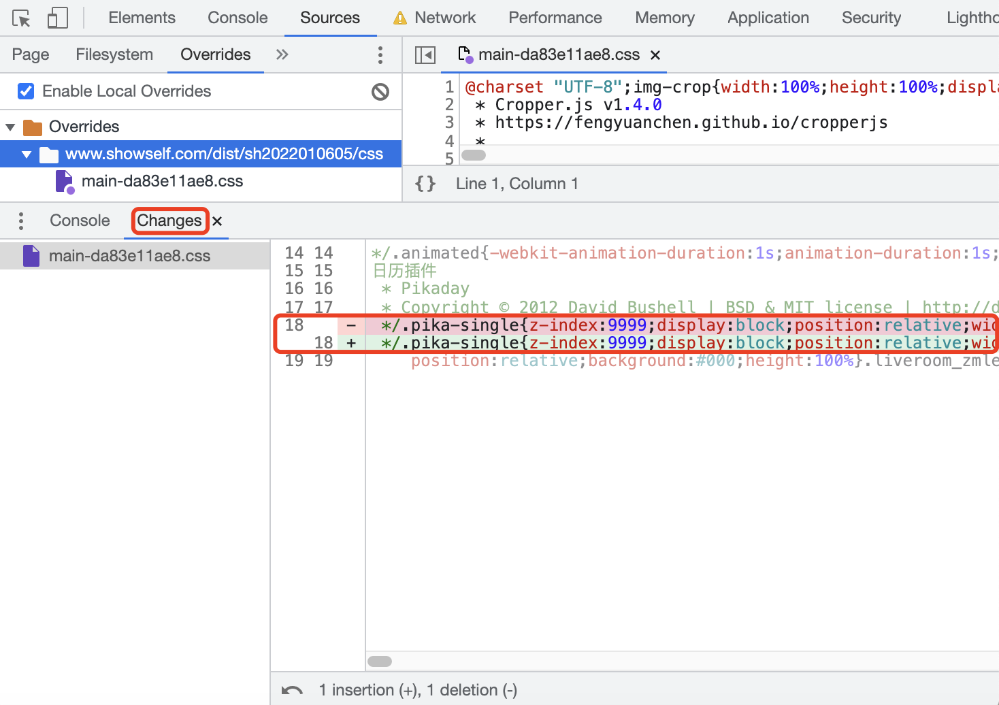 Elements Console Sources Network Performance Memory Application Security Lightho
Page Filesystem Overrides »
main-da83e11ae8.css ×
Enable Local Overrides
Overrides
www.showself.com/dist/sh2022010605/css
main-da83e11ae8.css
1 @charset "UTF-8";img-crop{width:100%;height:100%;displa
2 * Cropper.js v1.4.0
3 * https://fengyuanchen.github.io/cropperjs
4 *
5
{} Line 1, Column 1
Console Changes ×
main-da83e11ae8.css
14 14 */.animated{-webkit-animation-duration:1s;animation-duration:1s;
15 15 日历插件
16 16 * Pikaday
17 17 * Copyright © 2012 David Bushell | BSD & MIT license | http://d
18 - */.pika-single{z-index:9999;display:block;position:relative;wid
18 + */.pika-single{z-index:9999;display:block;position:relative;wid
19 19 position:relative;background:#000;height:100%}.liveroom_zmle
1 insertion (+), 1 deletion (-)